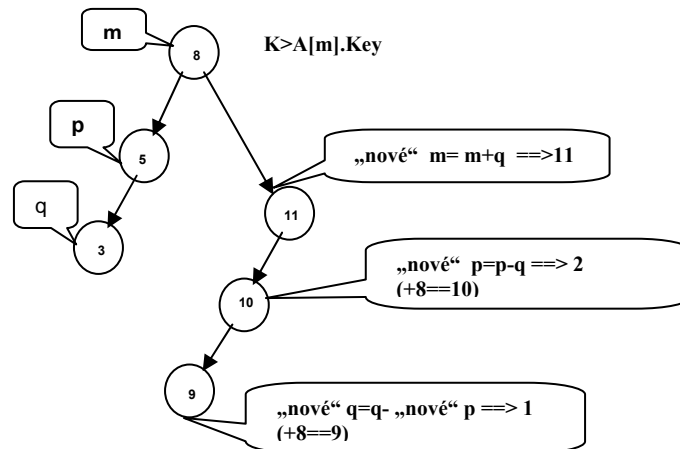 m
8
K>A[m].Key
p
5
„nové“ m= m+q ==>11
q
3
11
„nové“ p=p-q ==> 2
(+8==10)
10
9
„nové“ q=q- „nové“ p ==> 1
(+8==9)